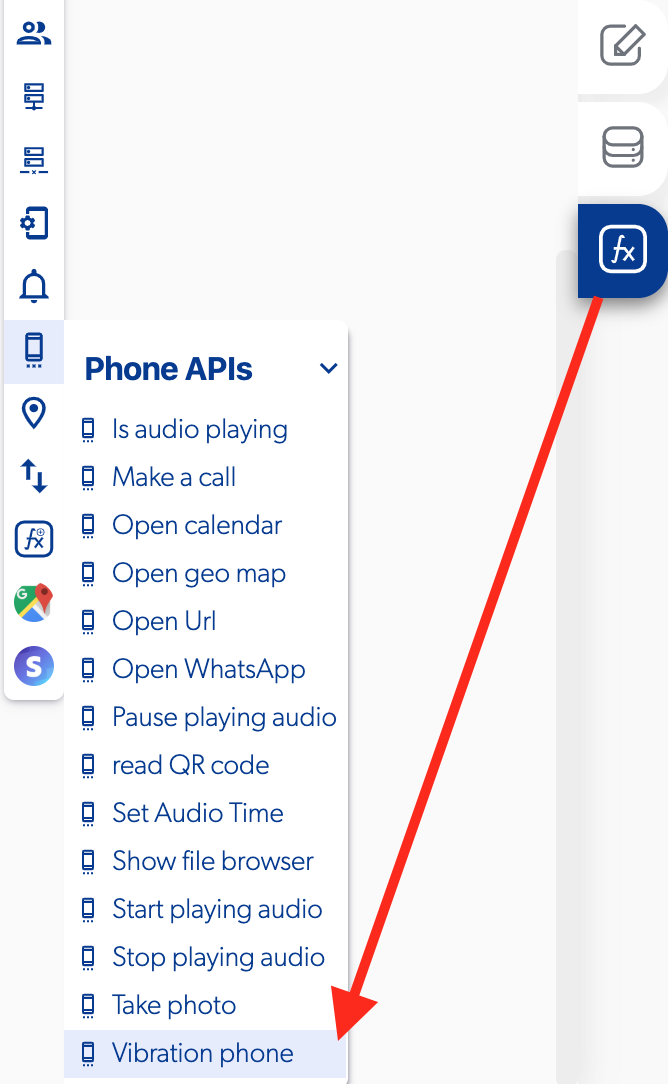 fx
Phone APIs
Is audio playing
Make a call
Open calendar
Open geo map
Open Url
Open WhatsApp
Pause playing audio
read QR code
Set Audio Time
Show file browser
Start playing audio
Stop playing audio
Take photo
Vibration phone
fx
G
S